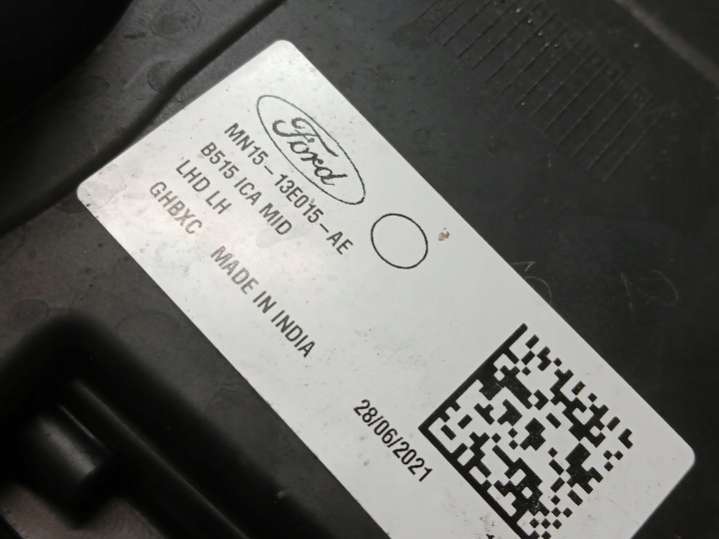 Ford
MN15-13E015-AE
B515 ICA MID
LHD LH
GHBXC MADE IN INDIA
28/06/2021